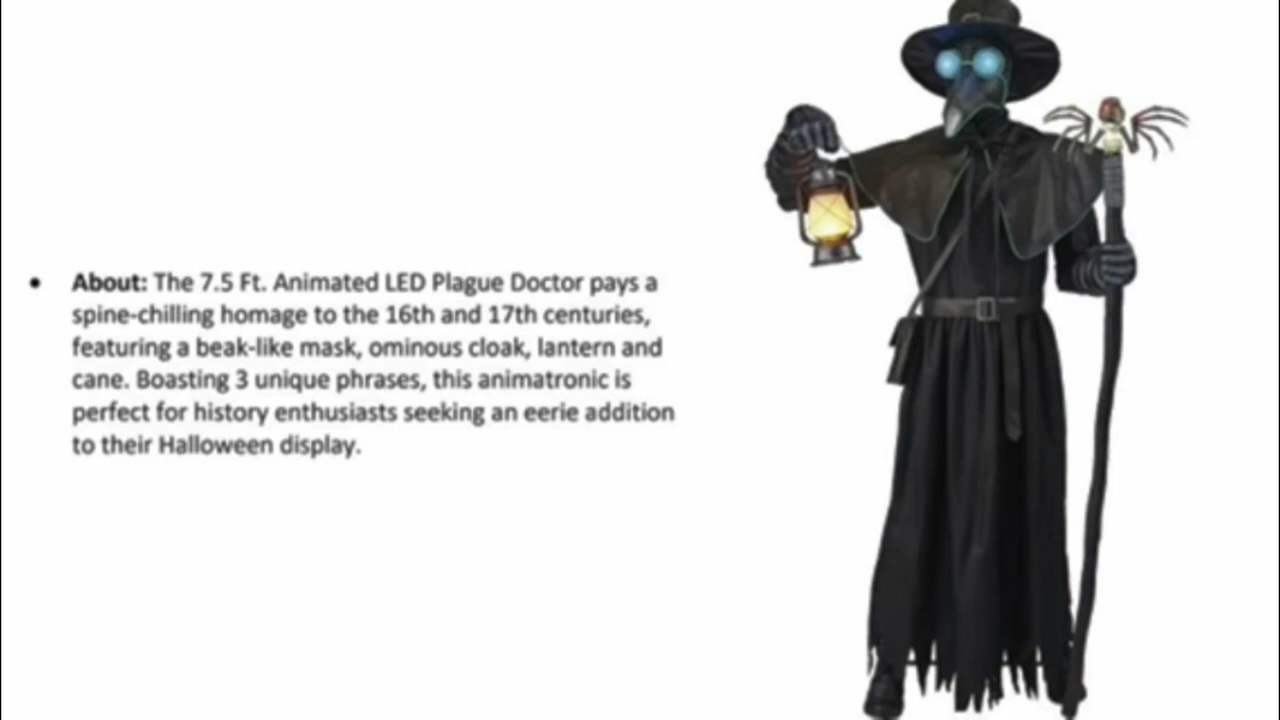 • About: The 7.5 Ft. Animated LED Plague Doctor pays a
spine-chilling homage to the 16th and 17th centuries,
featuring a beak-like mask, ominous cloak, lantern and
cane. Boasting 3 unique phrases, this animatronic is
perfect for history enthusiasts seeking an eerie addition
to their Halloween display.